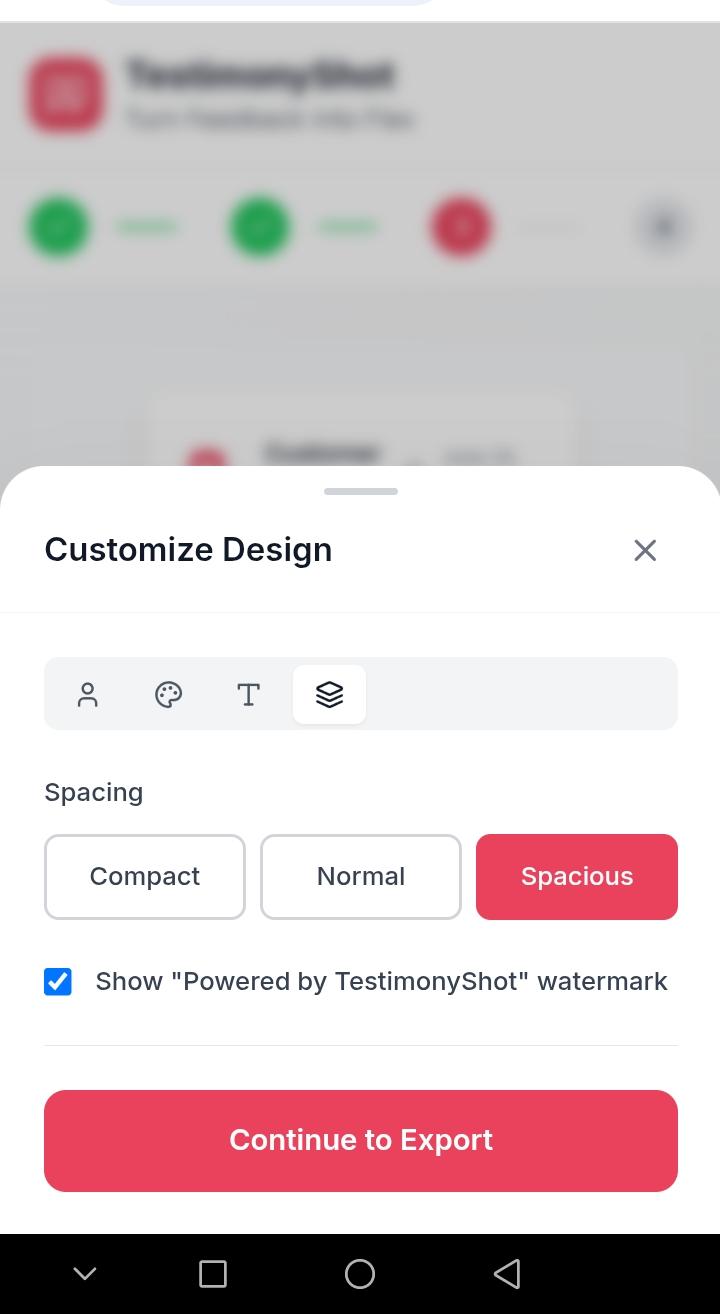 TestimonyShot
Turn Feedback Into Flex
Customer
Customize Design
Spacing
Compact
Normal
Spacious
Show "Powered by TestimonyShot" watermark
Continue to Export